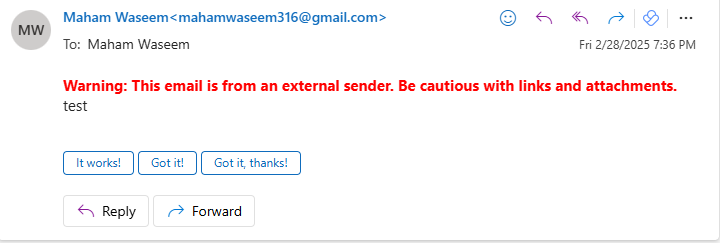 Maham Waseem<mahamwaseem316@gmail.com>
MW
To: Maham Waseem
Fri 2/28/2025 7:36 PM
Warning: This email is from an external sender. Be cautious with links and attachments.
test
It works! Got it! Got it, thanks!
Reply Forward